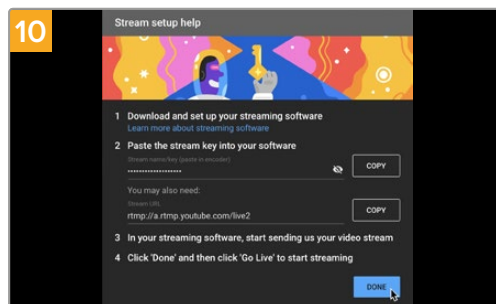 10
Stream setup help
1 Download and set up your streaming software
Learn more about streaming software
2 Paste the stream key into your software
Stream name/key (paste in encoder)
••••••••••••••••••• COPY
You may also need:
Stream URL
rtmp://a.rtmp.youtube.com/live2 COPY
3 In your streaming software, start sending us your video stream
4 Click 'Done' and then click 'Go Live' to start streaming
DONE